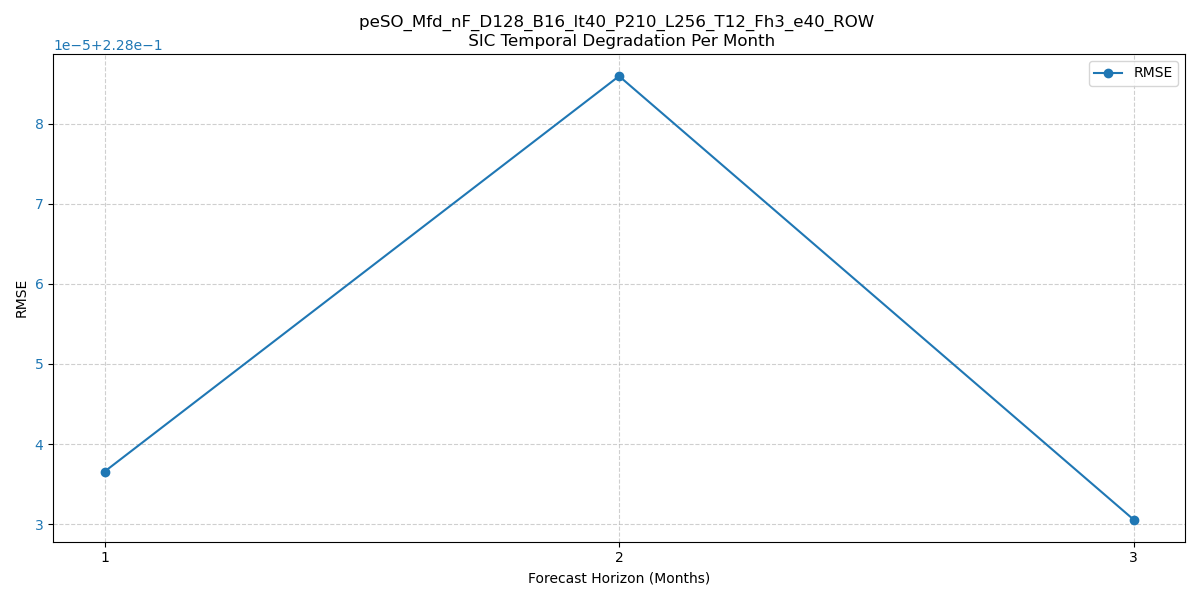 peSO_Mfd_nF_D128_B16_lt40_P210_L256_T12_Fh3_e40_ROW
SIC Temporal Degradation Per Month
1e−5+2.28e−1
RMSE
8
7
6
5
4
3
RMSE
1
2
3
Forecast Horizon (Months)